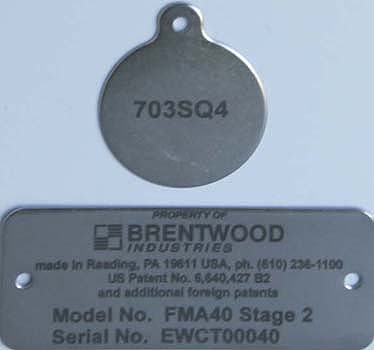 703SQ4
PROPERTY OF
BRENTWOOD
INDUSTRIES
made in Reading, PA 19611 USA, ph. (610) 236-1100
US Patent No. 6,640,427 B2
and additional foreign patents
Model No. FMA40 Stage 2
Serial No. EWCT00040